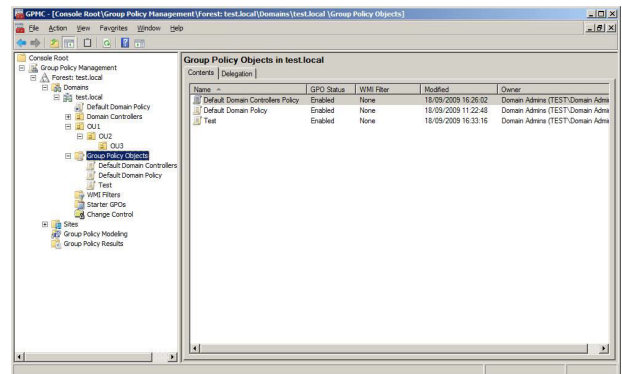 GPMC - [Console Root\Group Policy Management\Forest: test.local\Domains\test.local \Group Policy Objects]
File Action View Favorites Window Help
Console Root
Group Policy Management
Forest: test.local
Domains
test.local
Default Domain Policy
Domain Controllers
OU1
OU2
OU3
Group Policy Objects
Default Domain Controllers
Default Domain Policy
Test
WMI Filters
Starter GPOs
Change Control
Sites
Group Policy Modeling
Group Policy Results
Group Policy Objects in test.local
Contents Delegation
Name GPO Status WMI Filter Modified Owner
Default Domain Controllers Policy Enabled None 18/09/2009 16:26:02 Domain Admins (TEST\Domain Admi
Default Domain Policy Enabled None 18/09/2009 11:22:48 Domain Admins (TEST\Domain Admi
Test Enabled None 18/09/2009 16:33:16 Domain Admins (TEST\Domain Admi